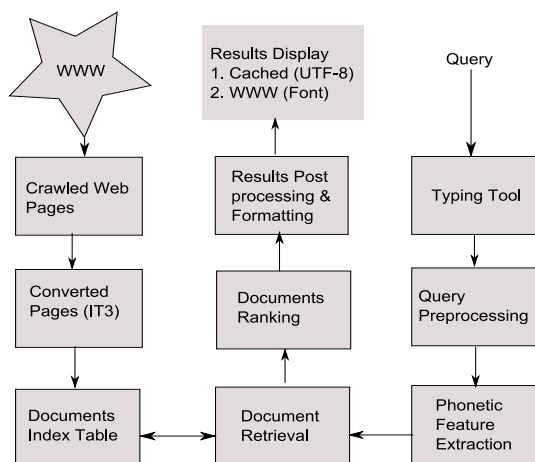 WWW
Crawled Web
Pages
Converted
Pages (IT3)
Documents
Index Table
Results Display
1. Cached (UTF-8)
2. WWW (Font)
Results Post
processing &
Formatting
Documents
Ranking
Document
Retrieval
Query
Typing Tool
Query
Preprocessing
Phonetic
Feature
Extraction